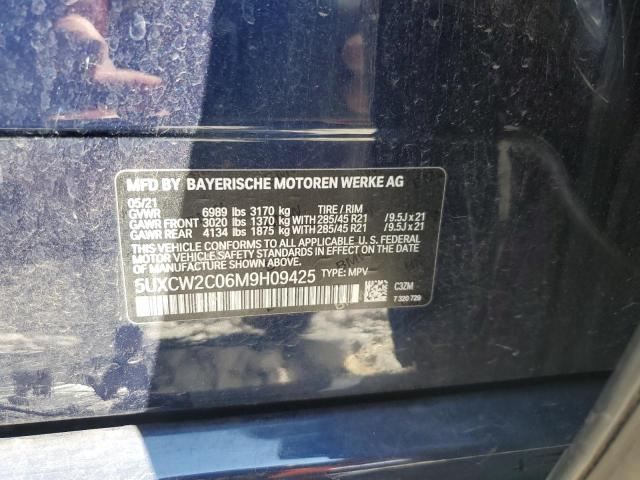 MFD BY BAYERISCHE MOTOREN WERKE AG
05/21
GVWR 6989 lbs 3170 kg TIRE / RIM
GAWR FRONT 3020 lbs 1370 kg WITH 285/45 R21 /9.5J x 21
GAWR REAR 4134 lbs 1875 kg WITH 285/45 R21 /9.5J x 21
THIS VEHICLE CONFORMS TO ALL APPLICABLE U.S. FEDERAL
MOTOR VEHICLE SAFETY STANDARDS IN EFFECT ON THE DATE OF
MANUFACTURE SHOWN ABOVE.
5UXCW2C06M9H09425 TYPE: MPV
C3ZM
7 320 729